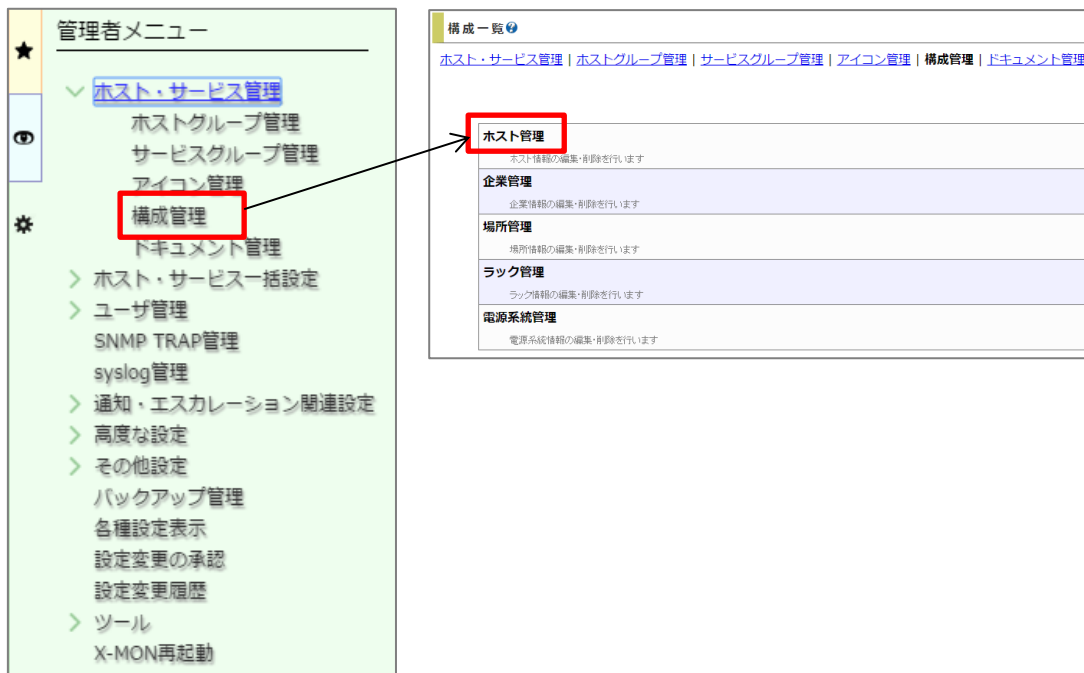 管理者メニュー
ホスト・サービス管理
ホストグループ管理
サービスグループ管理
アイコン管理
構成管理
ドキュメント管理
ホスト・サービス一括設定
ユーザ管理
SNMP TRAP管理
syslog管理
通知・エスカレーション関連設定
高度な設定
その他設定
バックアップ管理
各種設定表示
設定変更の承認
設定変更履歴
ツール
X-MON再起動
構成一覧?
ホスト・サービス管理 | ホストグループ管理 | サービスグループ管理 | アイコン管理 | 構成管理 | ドキュメント管理
ホスト管理
ホスト情報の編集・削除を行います
企業管理
企業情報の編集・削除を行います
場所管理
場所情報の編集・削除を行います
ラック管理
ラック情報の編集・削除を行います
電源系統管理
電源系統情報の編集・削除を行います